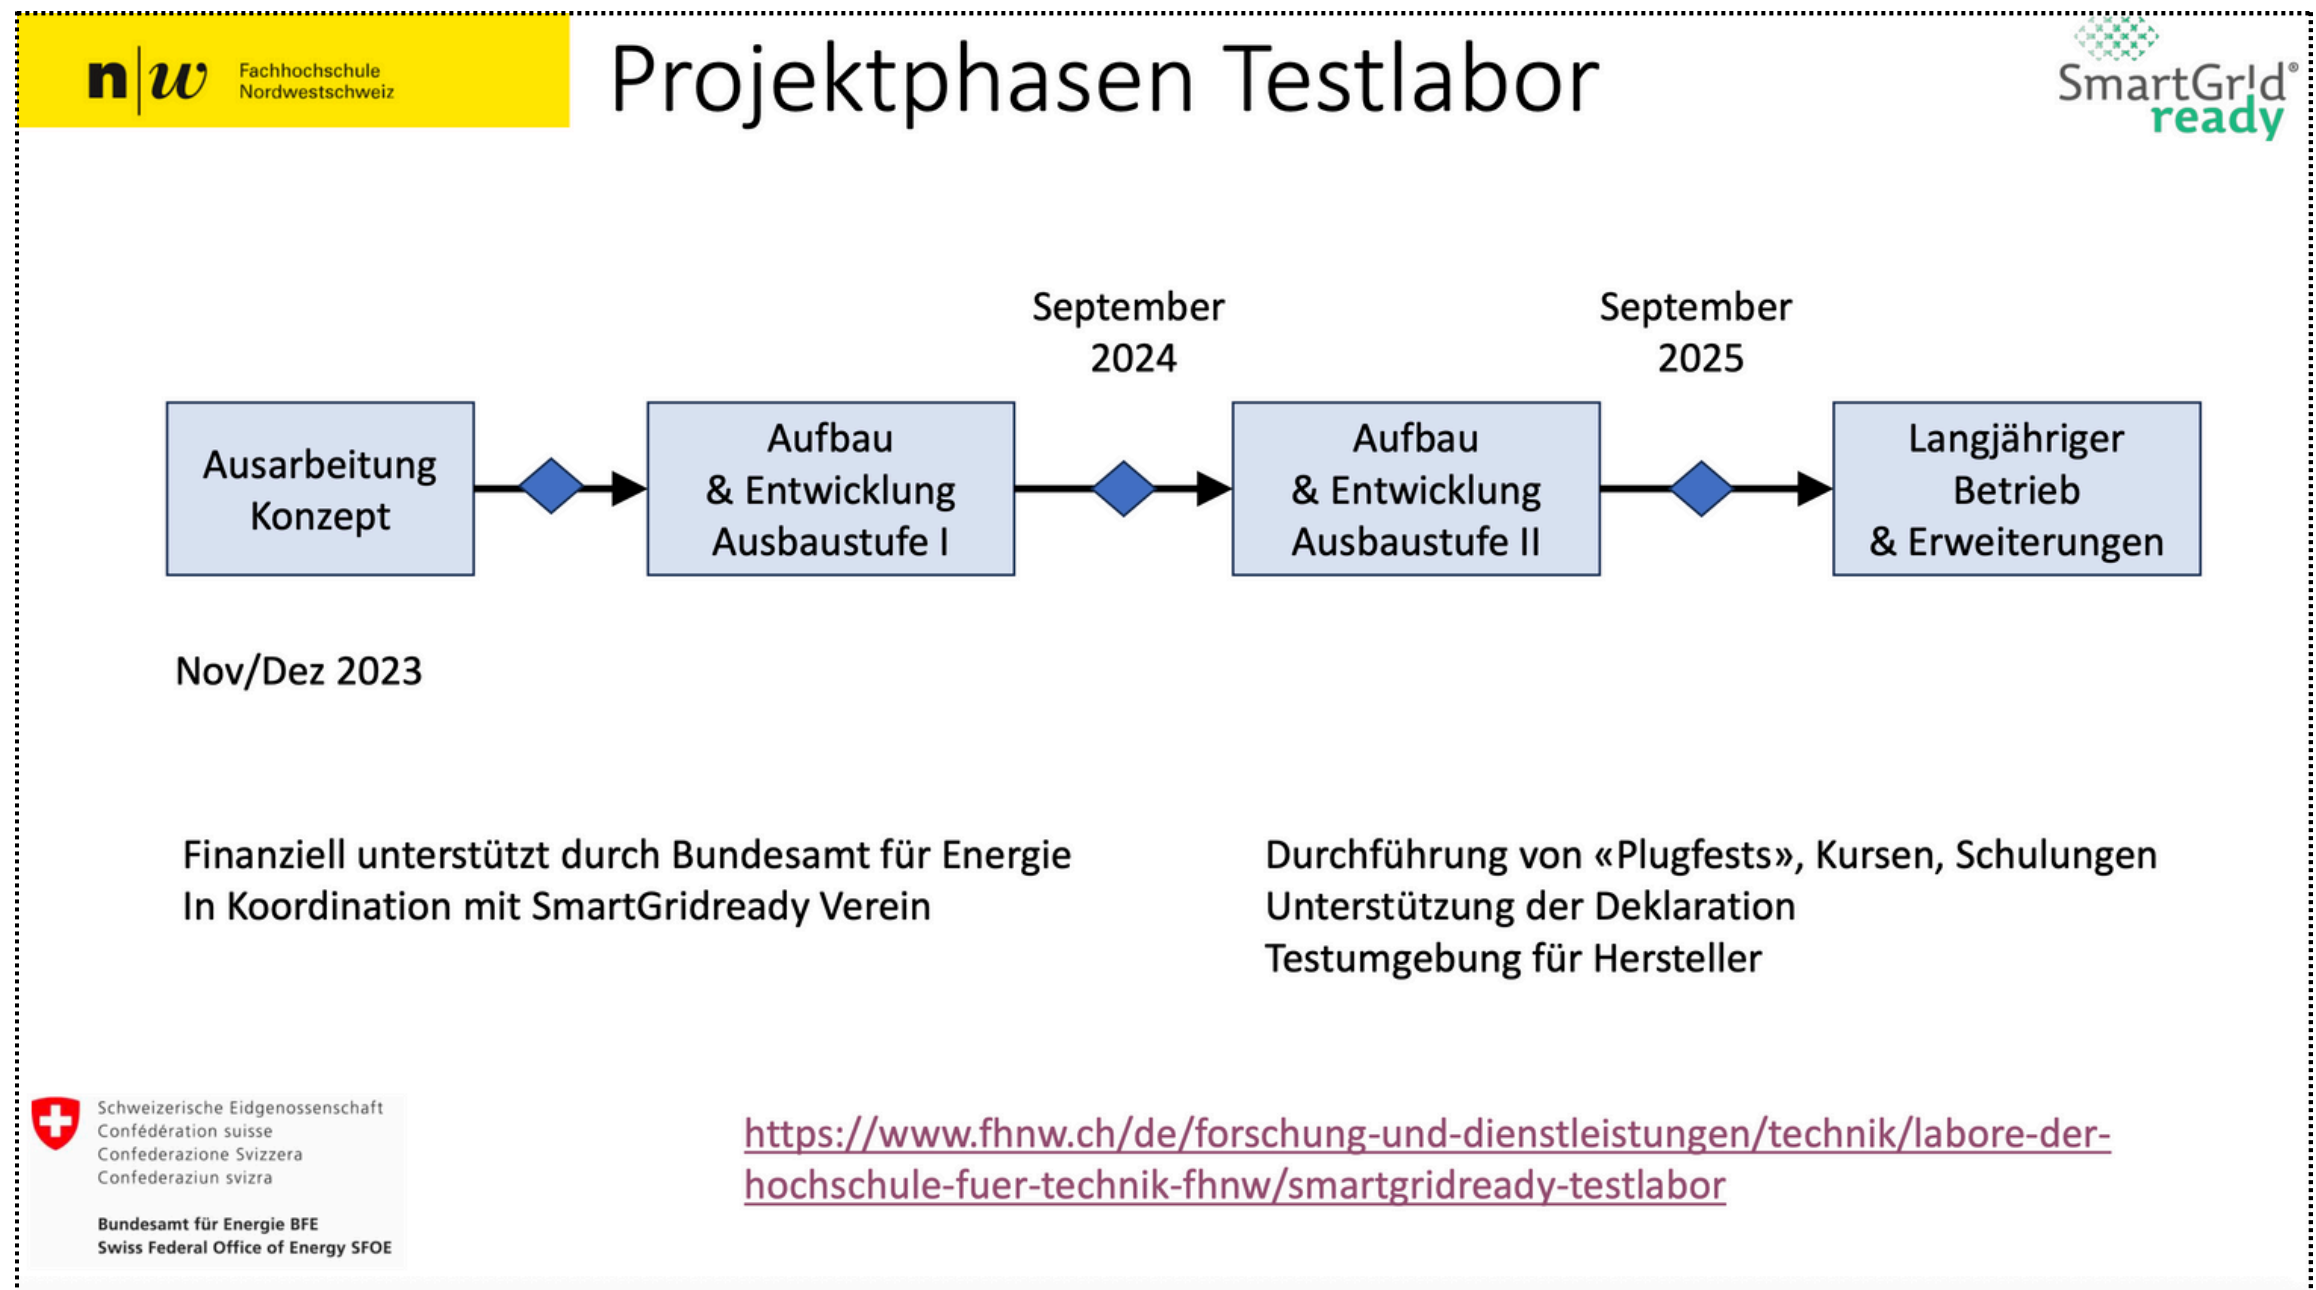 n|w Fachhochschule
Nordwestschweiz
Projektphasen Testlabor
SmartGr!d®
ready
September
2024
September
2025
Ausarbeitung
Konzept
Aufbau
& Entwicklung
Ausbaustufe I
Aufbau
& Entwicklung
Ausbaustufe II
Langjähriger
Betrieb
& Erweiterungen
Nov/Dez 2023
Finanziell unterstützt durch Bundesamt für Energie
In Koordination mit SmartGridready Verein
Durchführung von «Plugfests», Kursen, Schulungen
Unterstützung der Deklaration
Testumgebung für Hersteller
Schweizerische Eidgenossenschaft
Confédération suisse
Confederazione Svizzera
Confederaziun svizra
Bundesamt für Energie BFE
Swiss Federal Office of Energy SFOE
https://www.fhnw.ch/de/forschung-und-dienstleistungen/technik/labore-der-
hochschule-fuer-technik-fhnw/smartgridready-testlabor